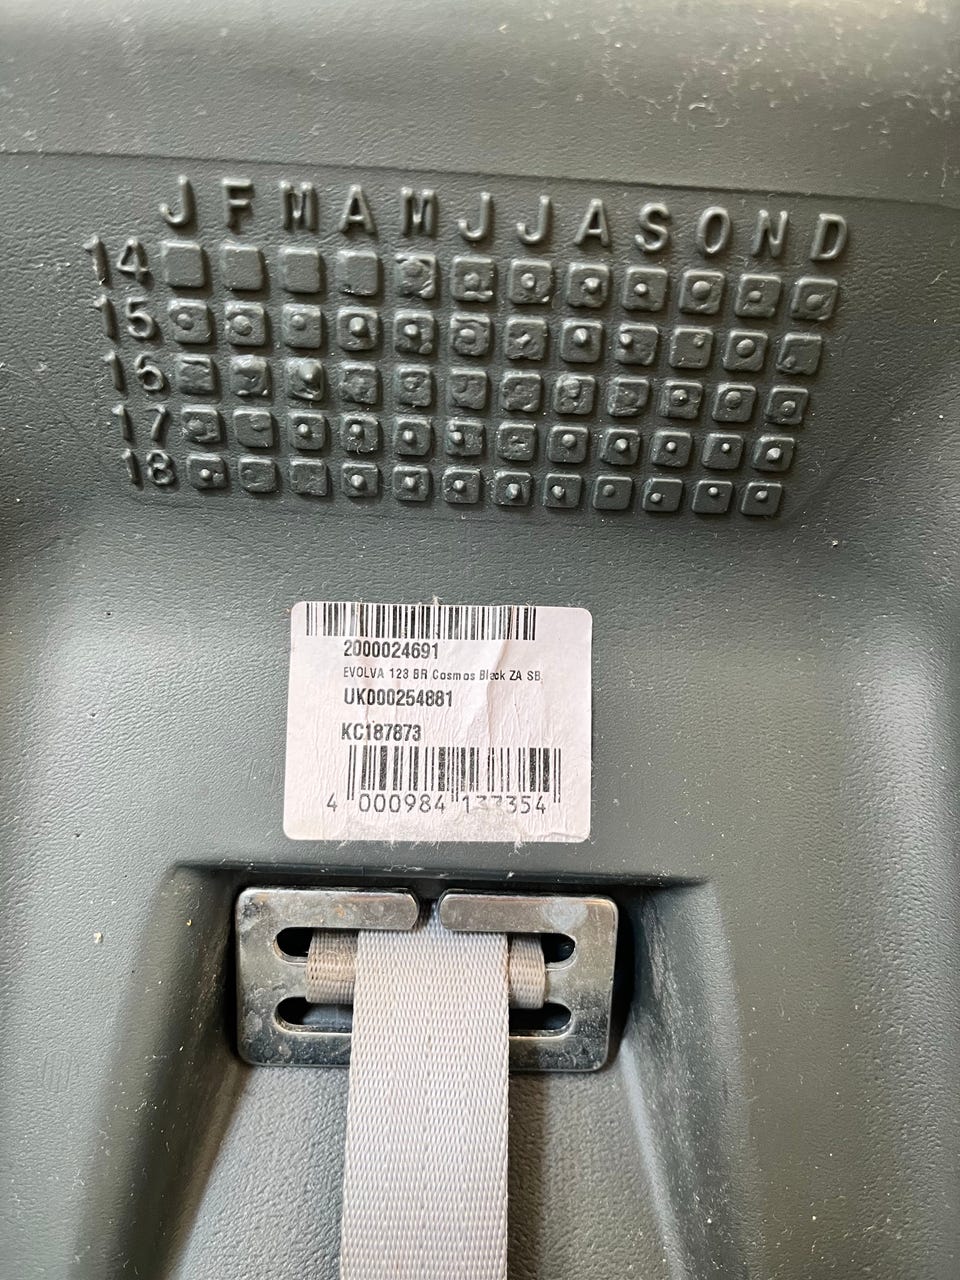 J F M A M J J A S O N D
14
15
16
17
18
2000024691
EVOLVA 123 BR Cosmos Black ZA SB
UK000254881
KC187873
4 000984 137354